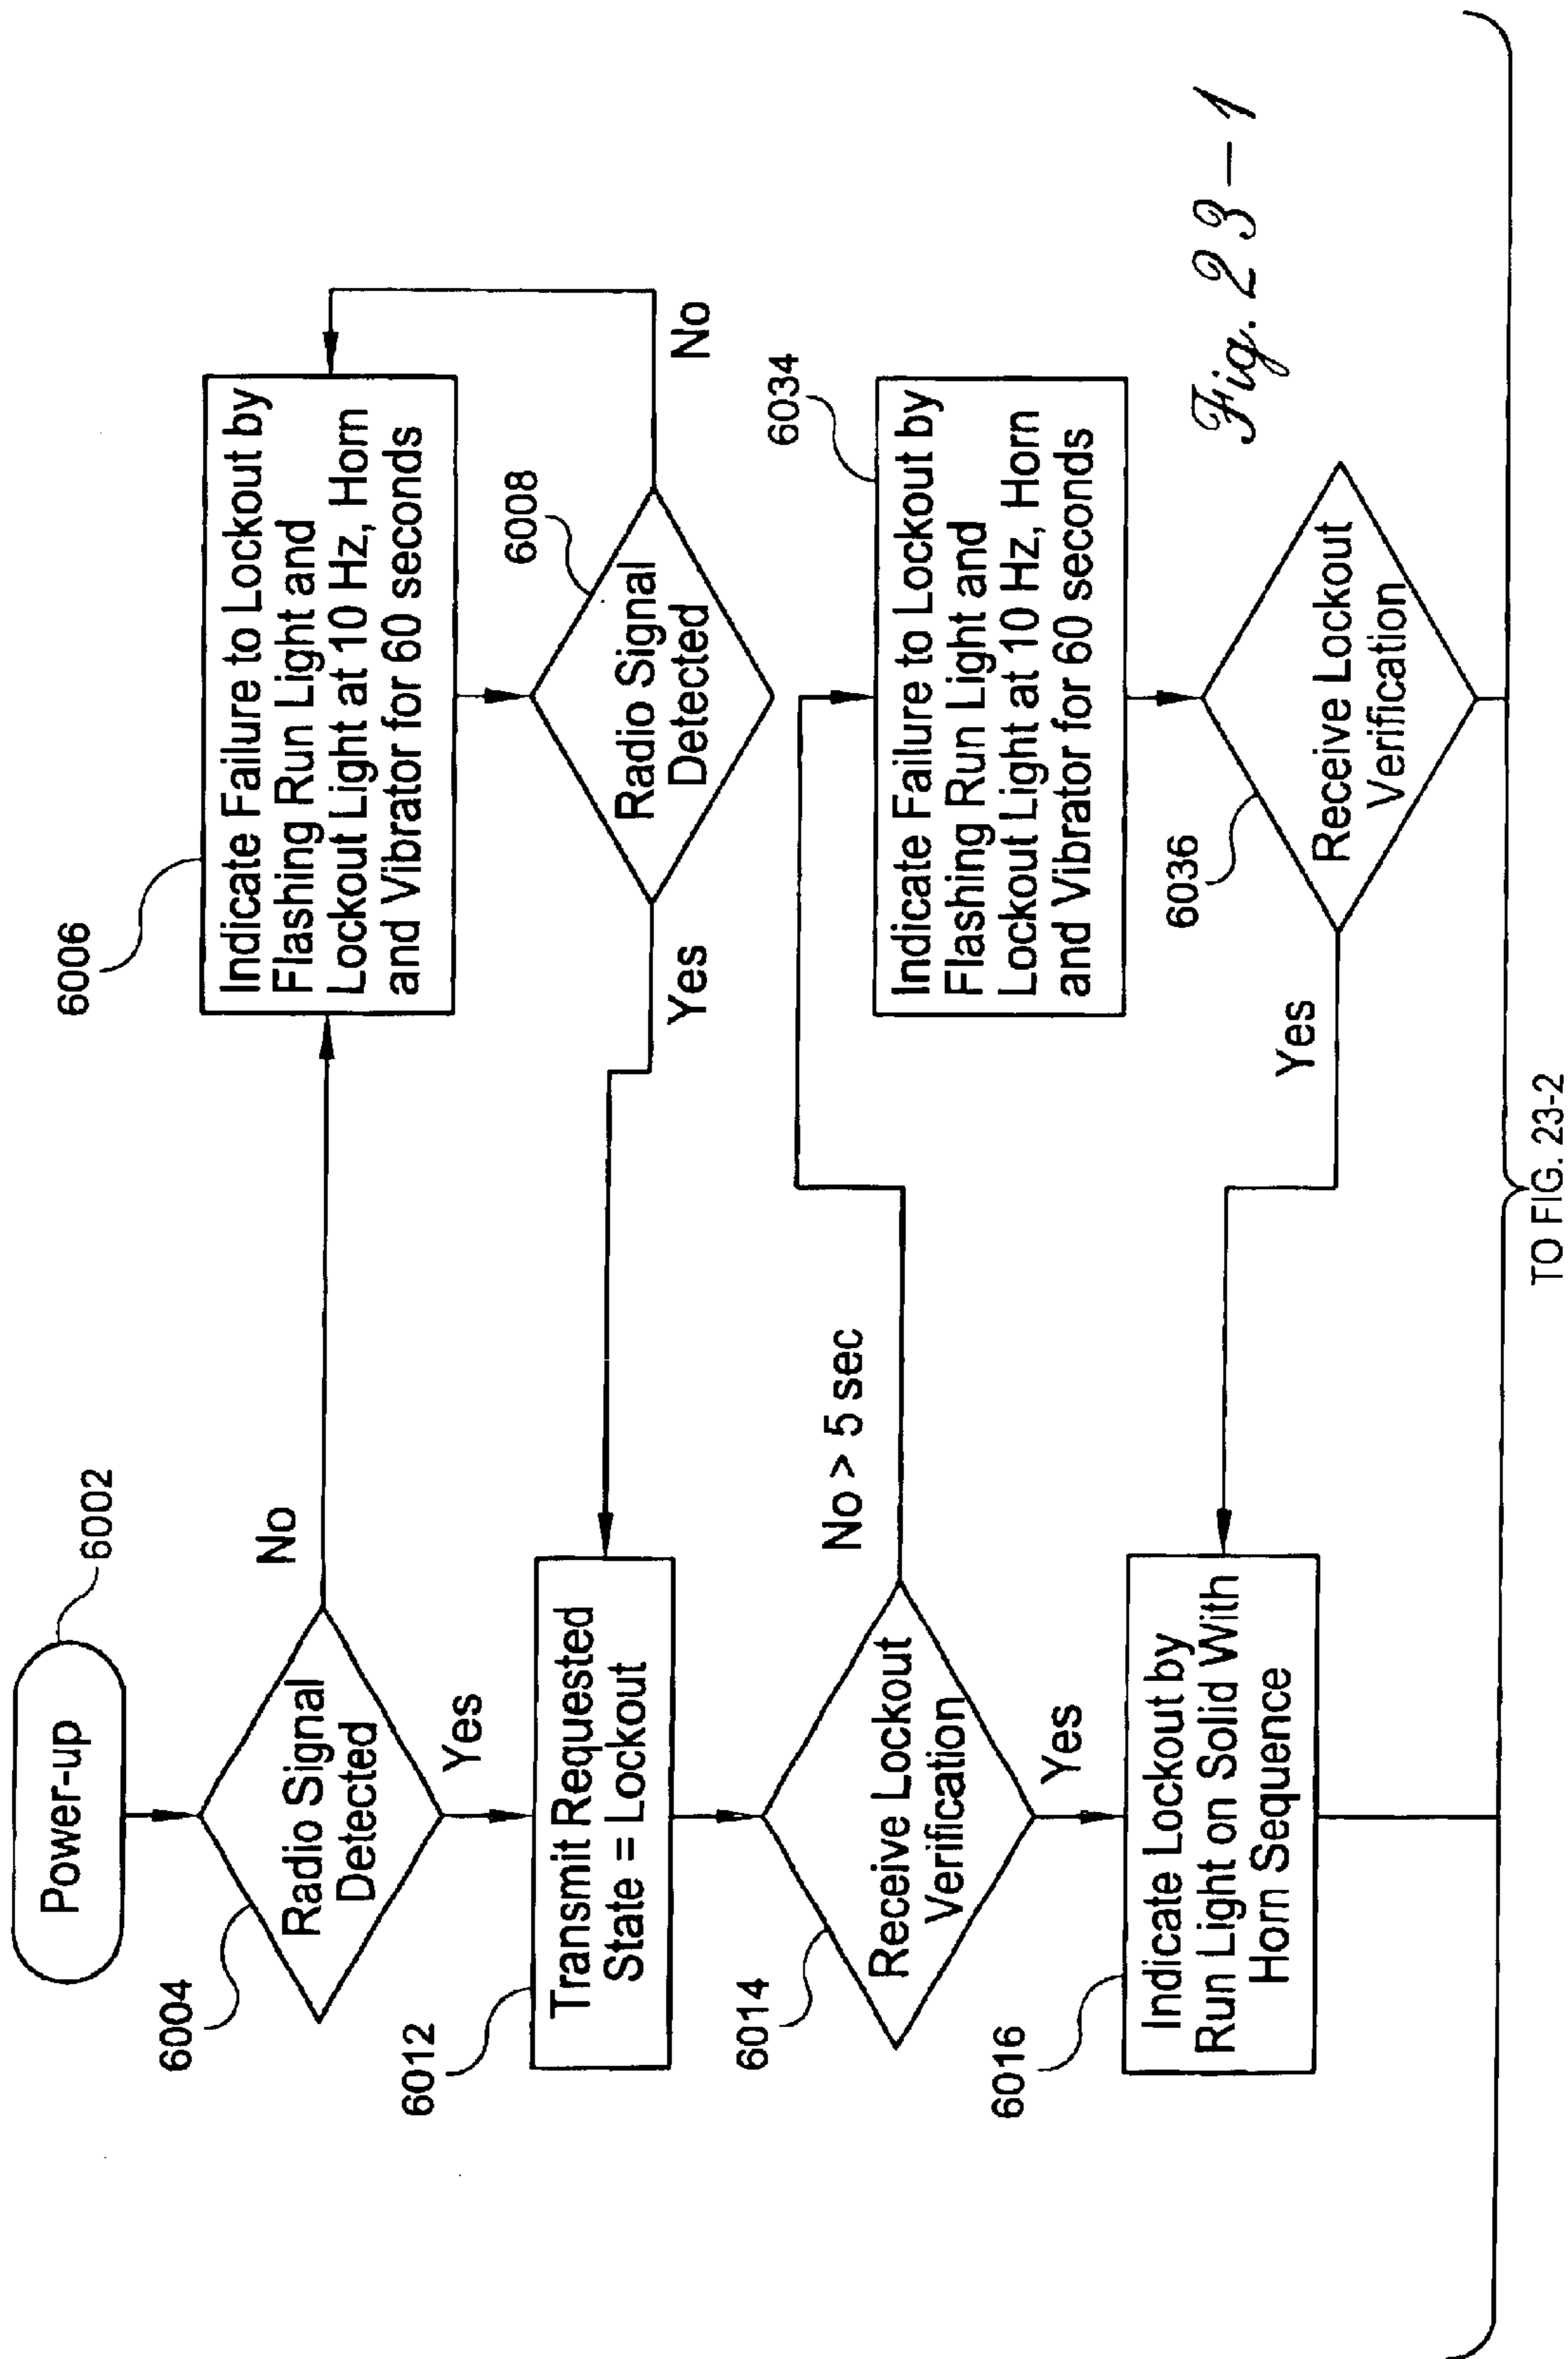 Power-up
6002
6004
Radio Signal
Detected
No
Yes
6006
Indicate Failure to Lockout by
Flashing Run Light and
Lockout Light at 10 Hz, Horn
and Vibrator for 60 seconds
6008
Radio Signal
Detected
No
Yes
6012
Transmit Requested
State = Lockout
6014
Receive Lockout
Verification
No > 5 sec
Yes
6034
Indicate Failure to Lockout by
Flashing Run Light and
Lockout Light at 10 Hz, Horn
and Vibrator for 60 seconds
6036
Receive Lockout
Verification
Yes
6016
Indicate Lockout by
Run Light on Solid With
Horn Sequence
Fig. 23-1
TO FIG. 23-2